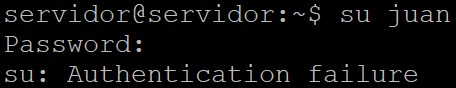 servidor@servidor:~$ su juan
Password:
su: Authentication failure